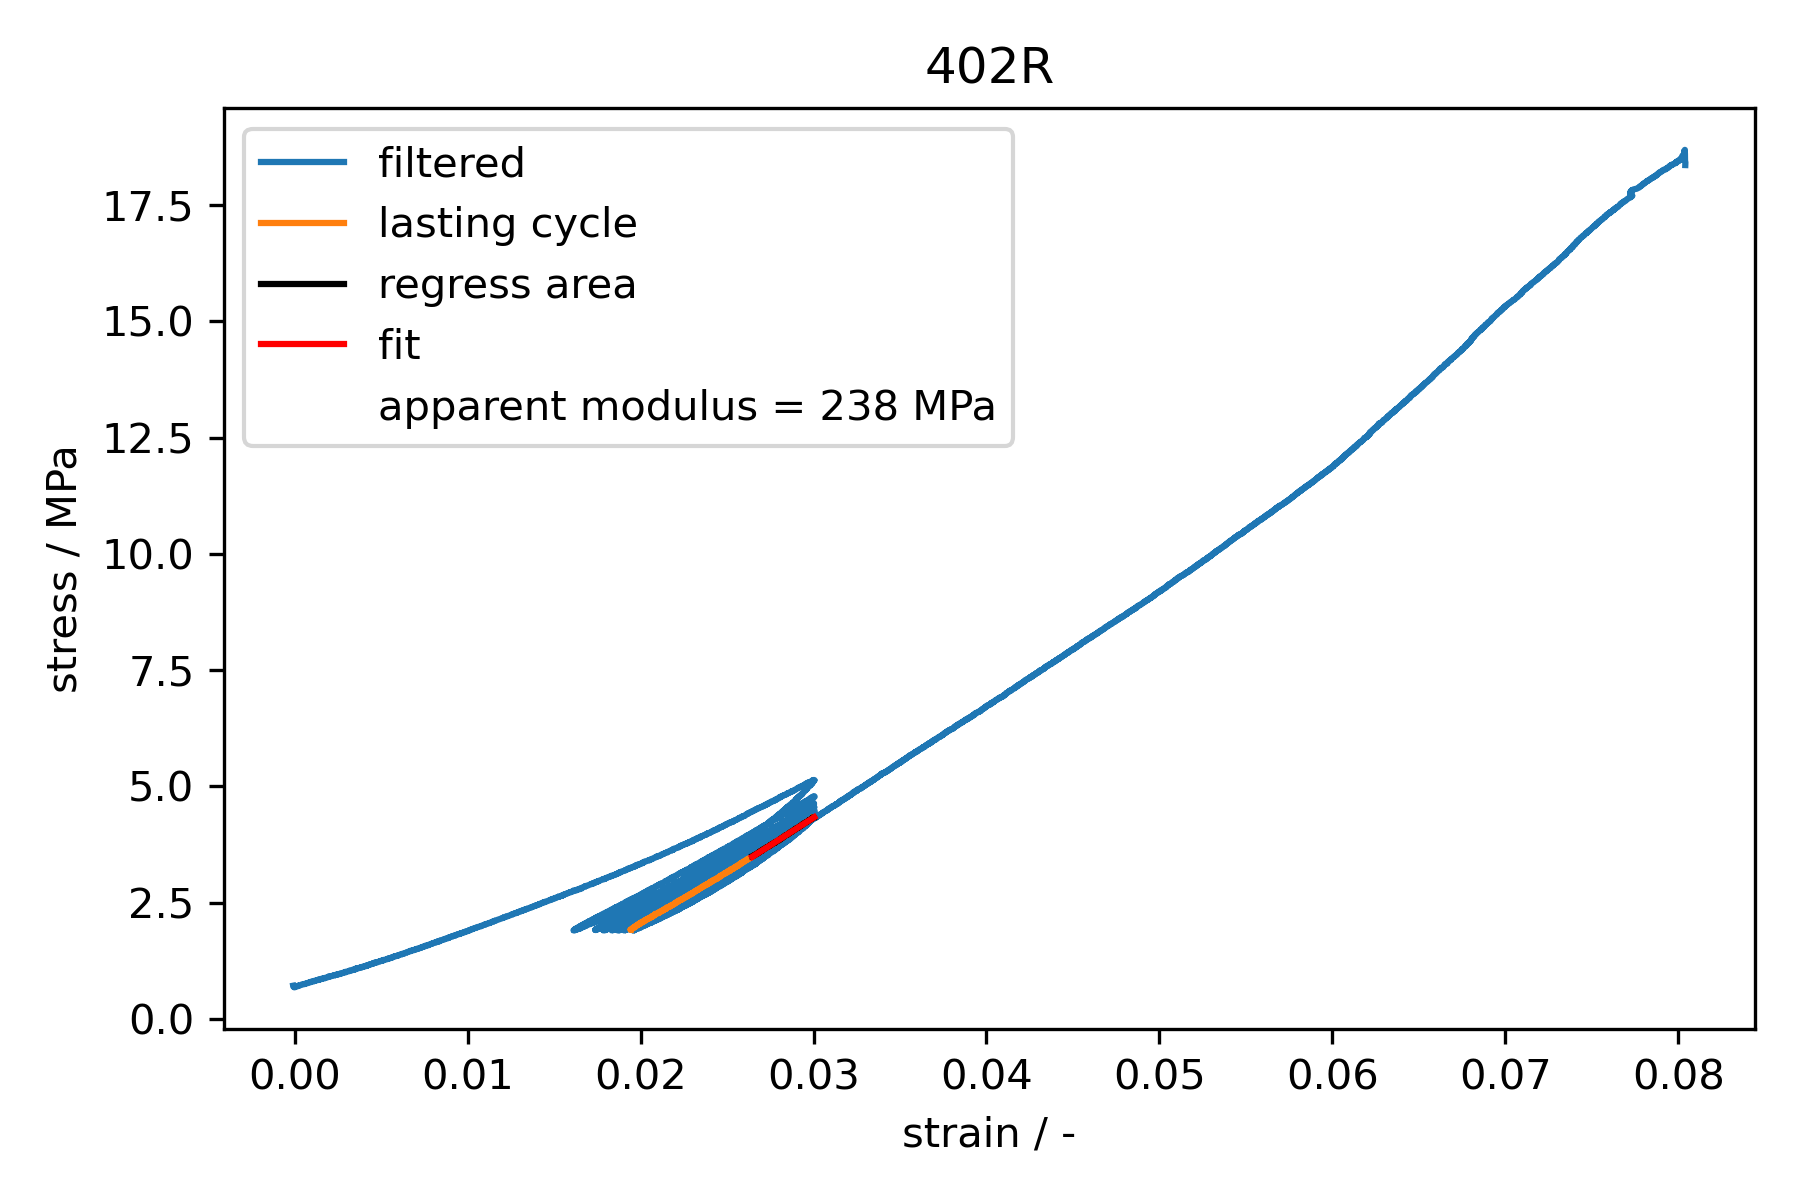 402R
filtered
lasting cycle
regress area
fit
apparent modulus = 238 MPa
17.5
15.0
12.5
10.0
7.5
5.0
2.5
0.0
stress / MPa
0.00 0.01 0.02 0.03 0.04 0.05 0.06 0.07 0.08
strain / -